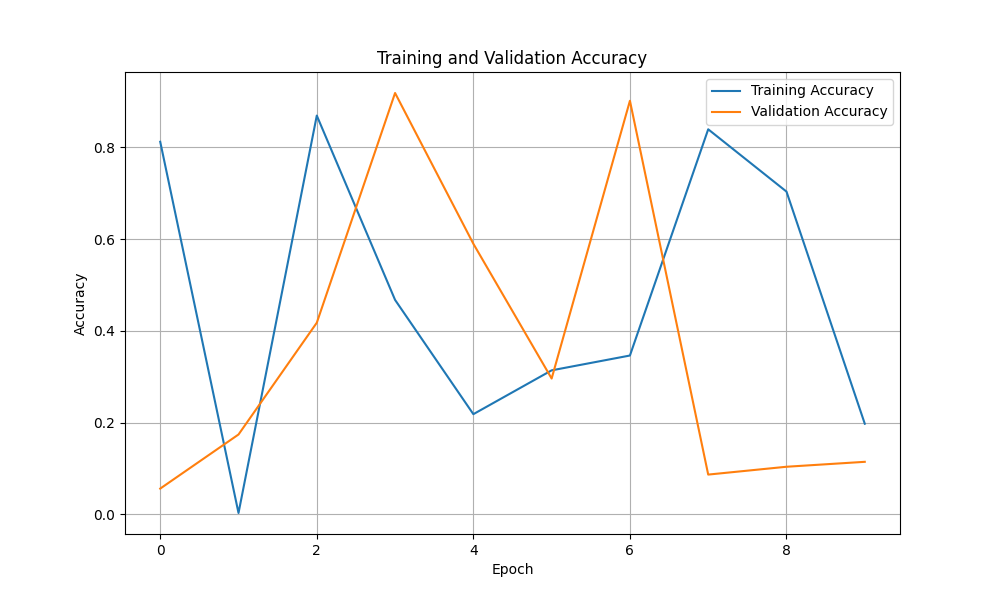 Training and Validation Accuracy
Training Accuracy
Validation Accuracy
0.8
0.6
0.4
0.2
0.0
Accuracy
0 2 4 6 8
Epoch